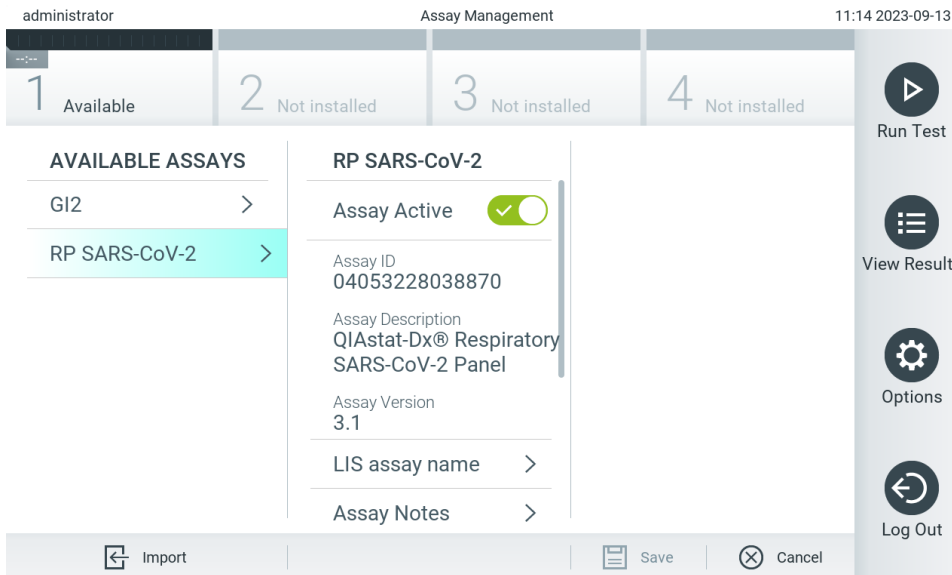 administrator
Assay Management
11:14 2023-09-13
--:--
1 Available
2 Not installed
3 Not installed
4 Not installed
Run Test
View Result
Options
Log Out
AVAILABLE ASSAYS
GI2
RP SARS-CoV-2
RP SARS-CoV-2
Assay Active
Assay ID
04053228038870
Assay Description
QIAstat-Dx® Respiratory
SARS-CoV-2 Panel
Assay Version
3.1
LIS assay name
Assay Notes
Import
Save
Cancel